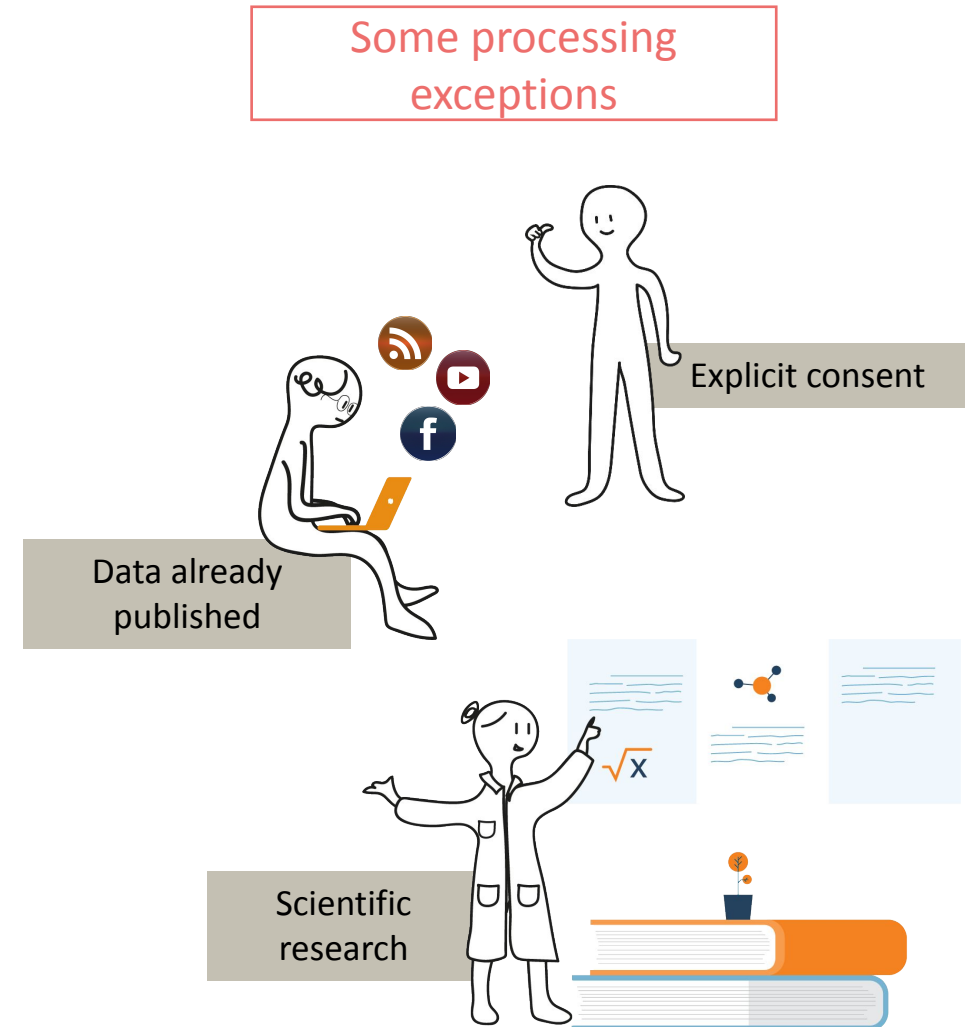 Some processing
exceptions
Explicit consent
f
Data already
published
√x
Scientific
research